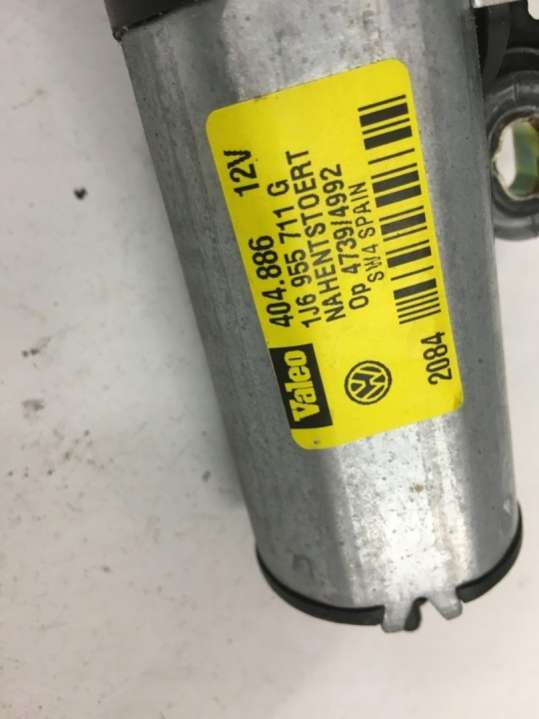 Valeo 404.886 12V
1J6 955 711 G
NAHENTSTOERT
Op 4739/4992
SW4 SPAIN
2084